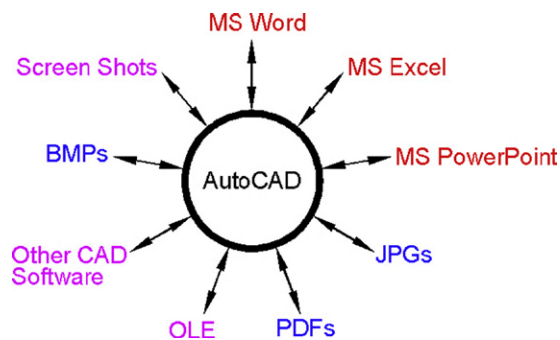 MS Word
Screen Shots
MS Excel
BMPs
AutoCAD
MS PowerPoint
Other CAD
Software
JPGs
OLE
PDFs